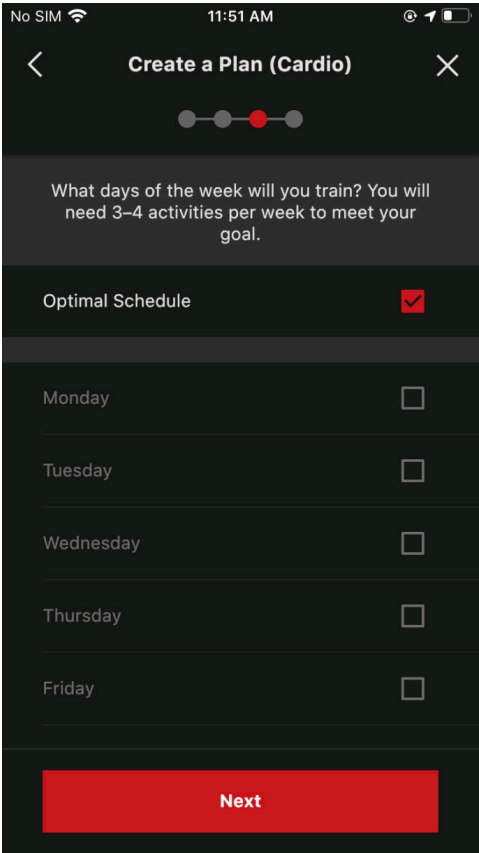 No SIM 11:51 AM
Create a Plan (Cardio)
What days of the week will you train? You will
need 3–4 activities per week to meet your
goal.
Optimal Schedule
Monday
Tuesday
Wednesday
Thursday
Friday
Next